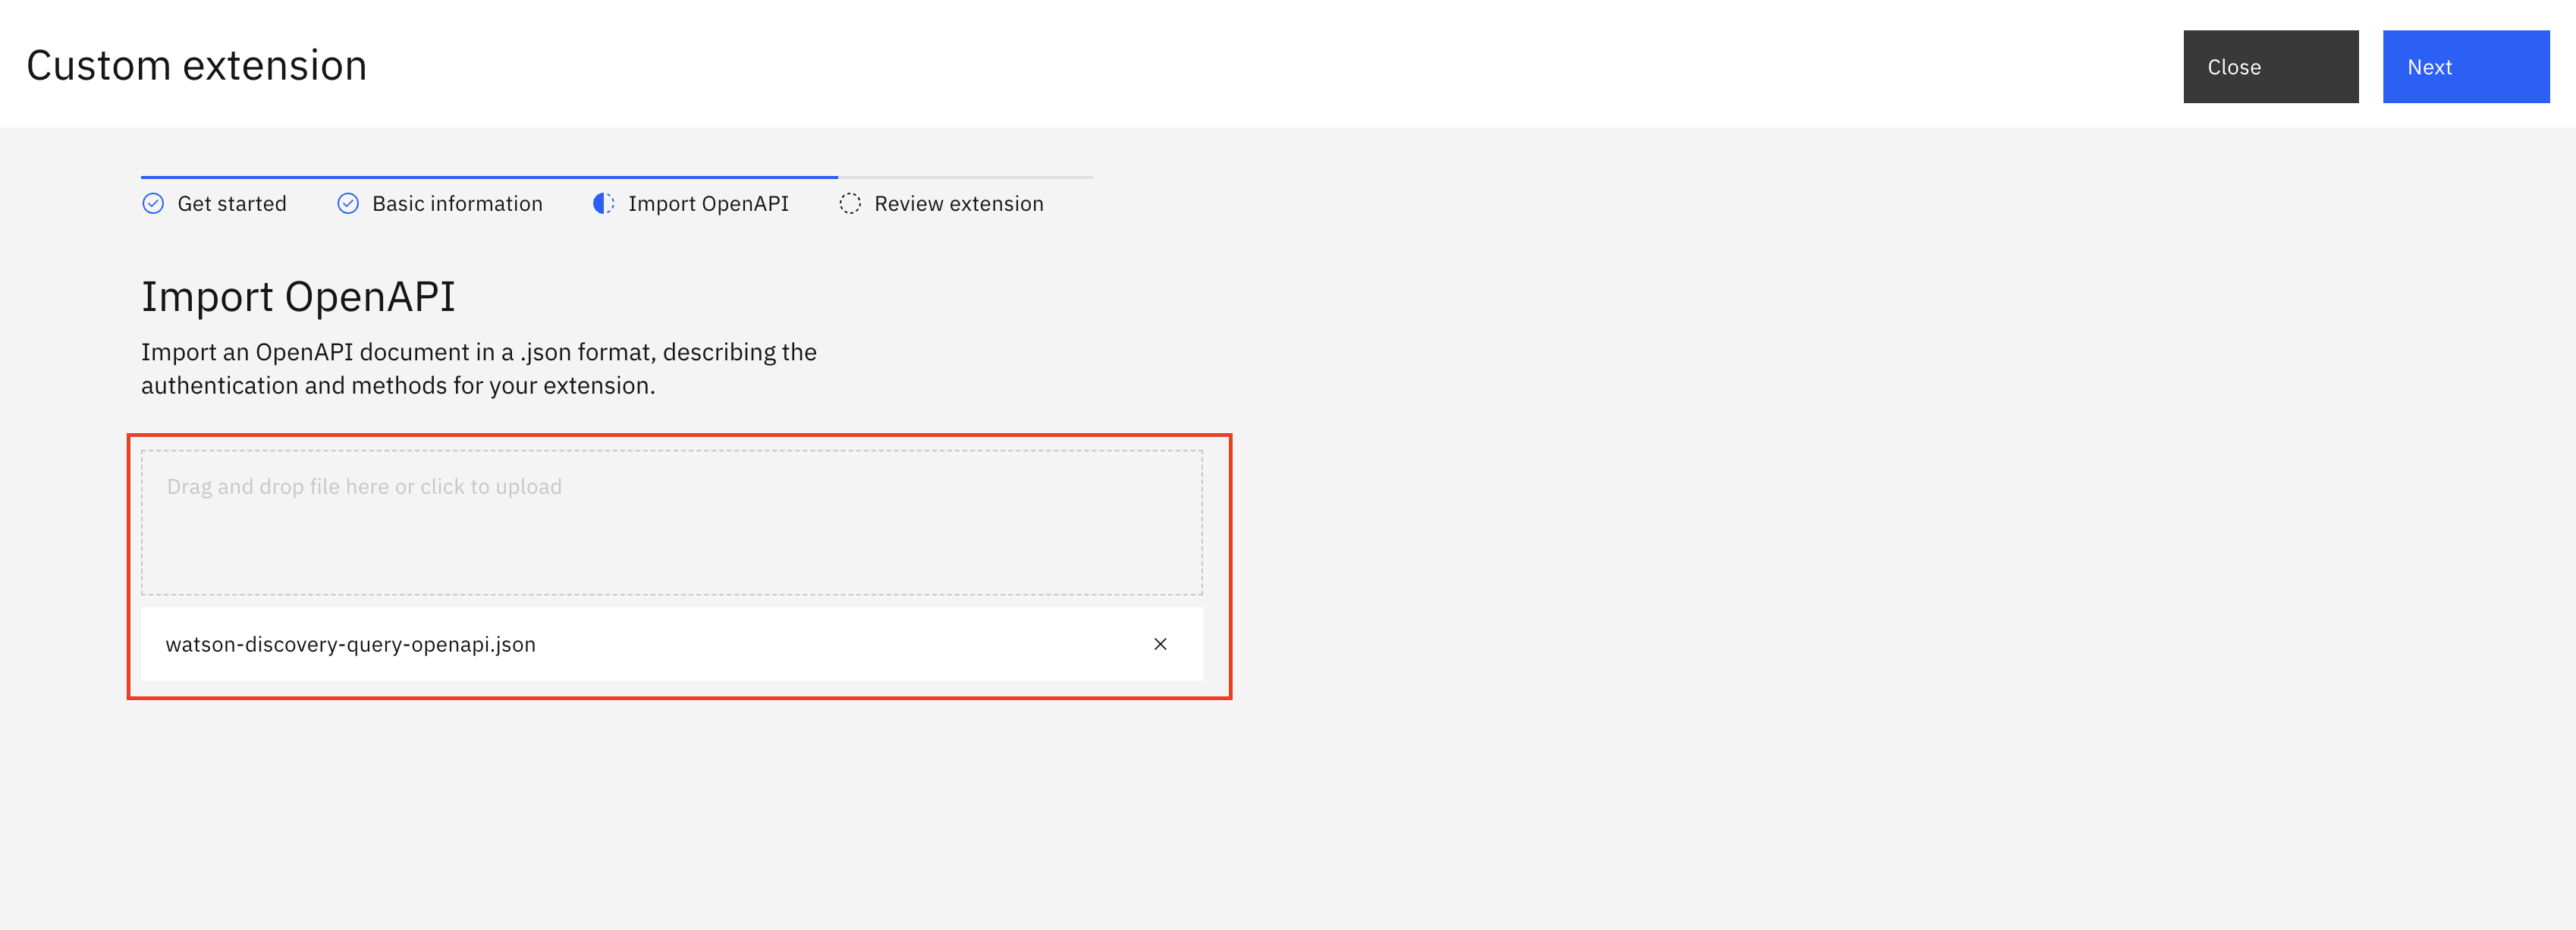 Custom extension
Close
Next
Get started
Basic information
Import OpenAPI
Review extension
Import OpenAPI
Import an OpenAPI document in a .json format, describing the
authentication and methods for your extension.
Drag and drop file here or click to upload
watson-discovery-query-openapi.json